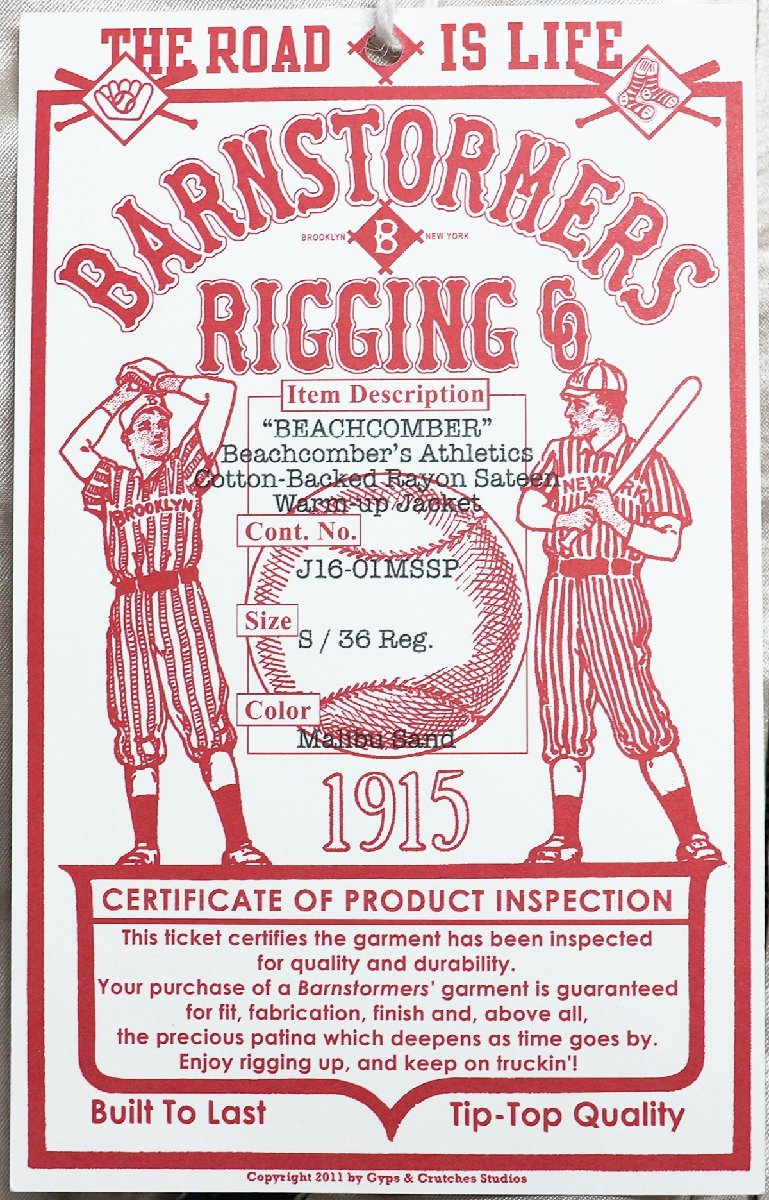 THE ROAD IS LIFE
BARNSTORMERS
BROOKLYN B NEW YORK
RIGGING CO
Item Description
"BEACHCOMBER"
Beachcomber's Athletics
Cotton-Backed Rayon Sateen
Warm-up Jacket
BROOKLYN
Cont. No.
J16-01MSSP
Size
S / 36 Reg.
Color
Malibu Sand
1915
CERTIFICATE OF PRODUCT INSPECTION
This ticket certifies the garment has been inspected
for quality and durability.
Your purchase of a Barnstormers' garment is guaranteed
for fit, fabrication, finish and, above all,
the precious patina which deepens as time goes by.
Enjoy rigging up, and keep on truckin'!
Built To Last Tip-Top Quality
Copyright 2011 by Gyps & Crutches Studios